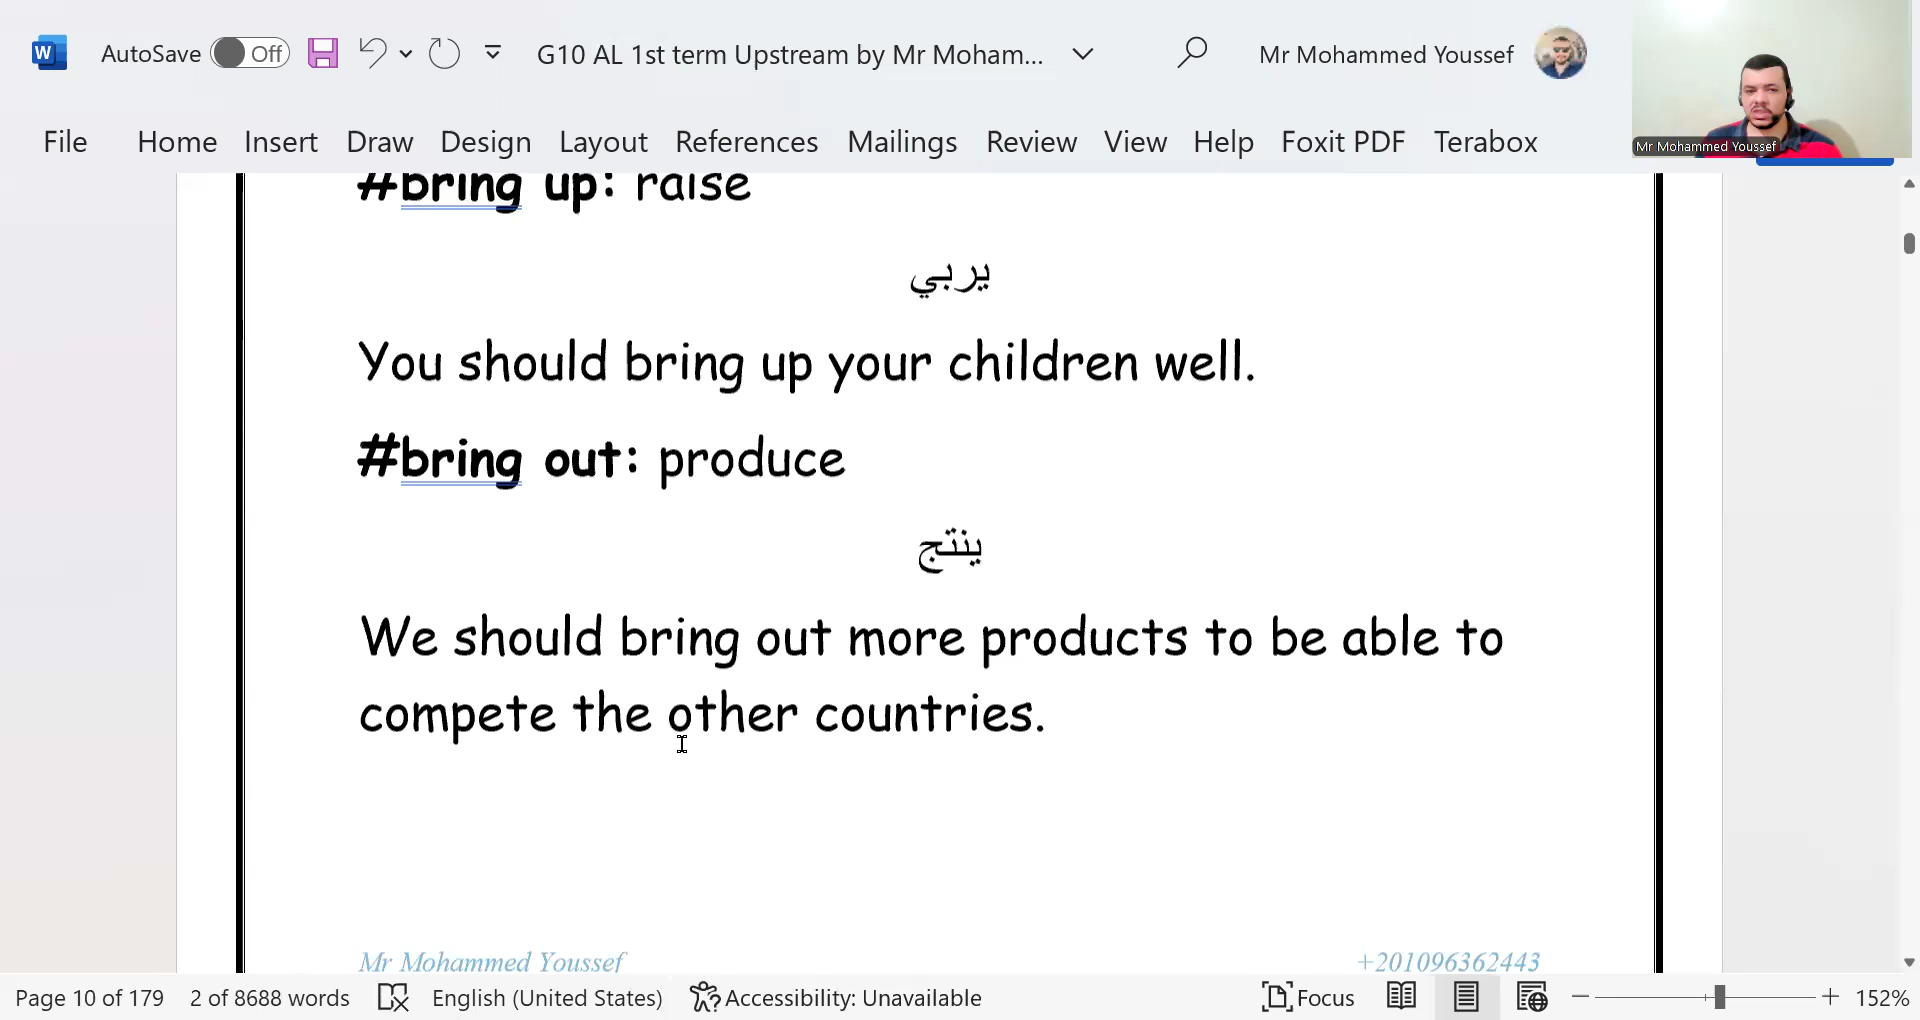 AutoSave Off G10 AL 1st term Upstream by Mr Moham... Mr Mohammed Youssef
File Home Insert Draw Design Layout References Mailings Review View Help Foxit PDF Terabox
Mr Mohammed Youssef
#bring up: raise
يربي
You should bring up your children well.
#bring out: produce
ينتج
We should bring out more products to be able to
compete the other countries.
Mr Mohammed Youssef +201096362443
Page 10 of 179 2 of 8688 words English (United States) Accessibility: Unavailable Focus 152%